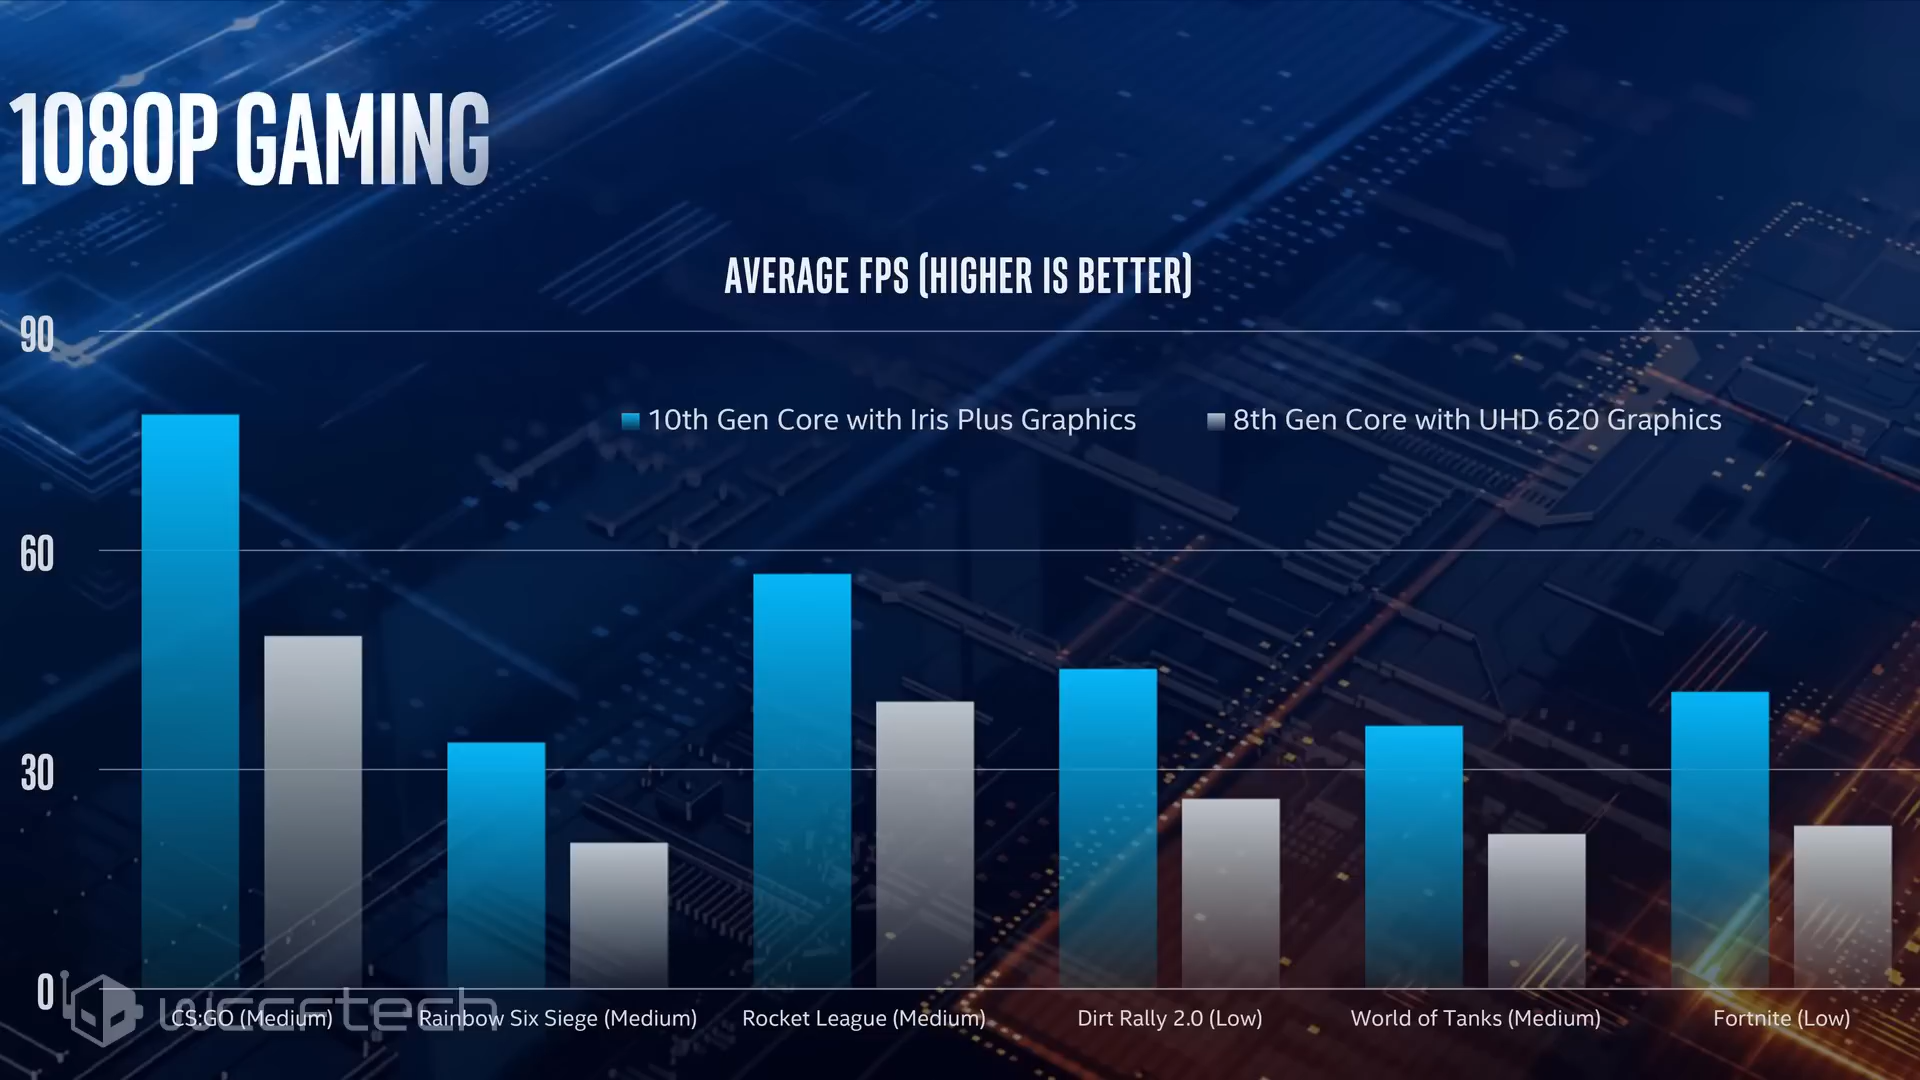 1080P GAMING
AVERAGE FPS (HIGHER IS BETTER)
90
10th Gen Core with Iris Plus Graphics
8th Gen Core with UHD 620 Graphics
60
30
0
wccftech
CS:GO (Medium)
Rainbow Six Siege (Medium)
Rocket League (Medium)
Dirt Rally 2.0 (Low)
World of Tanks (Medium)
Fortnite (Low)